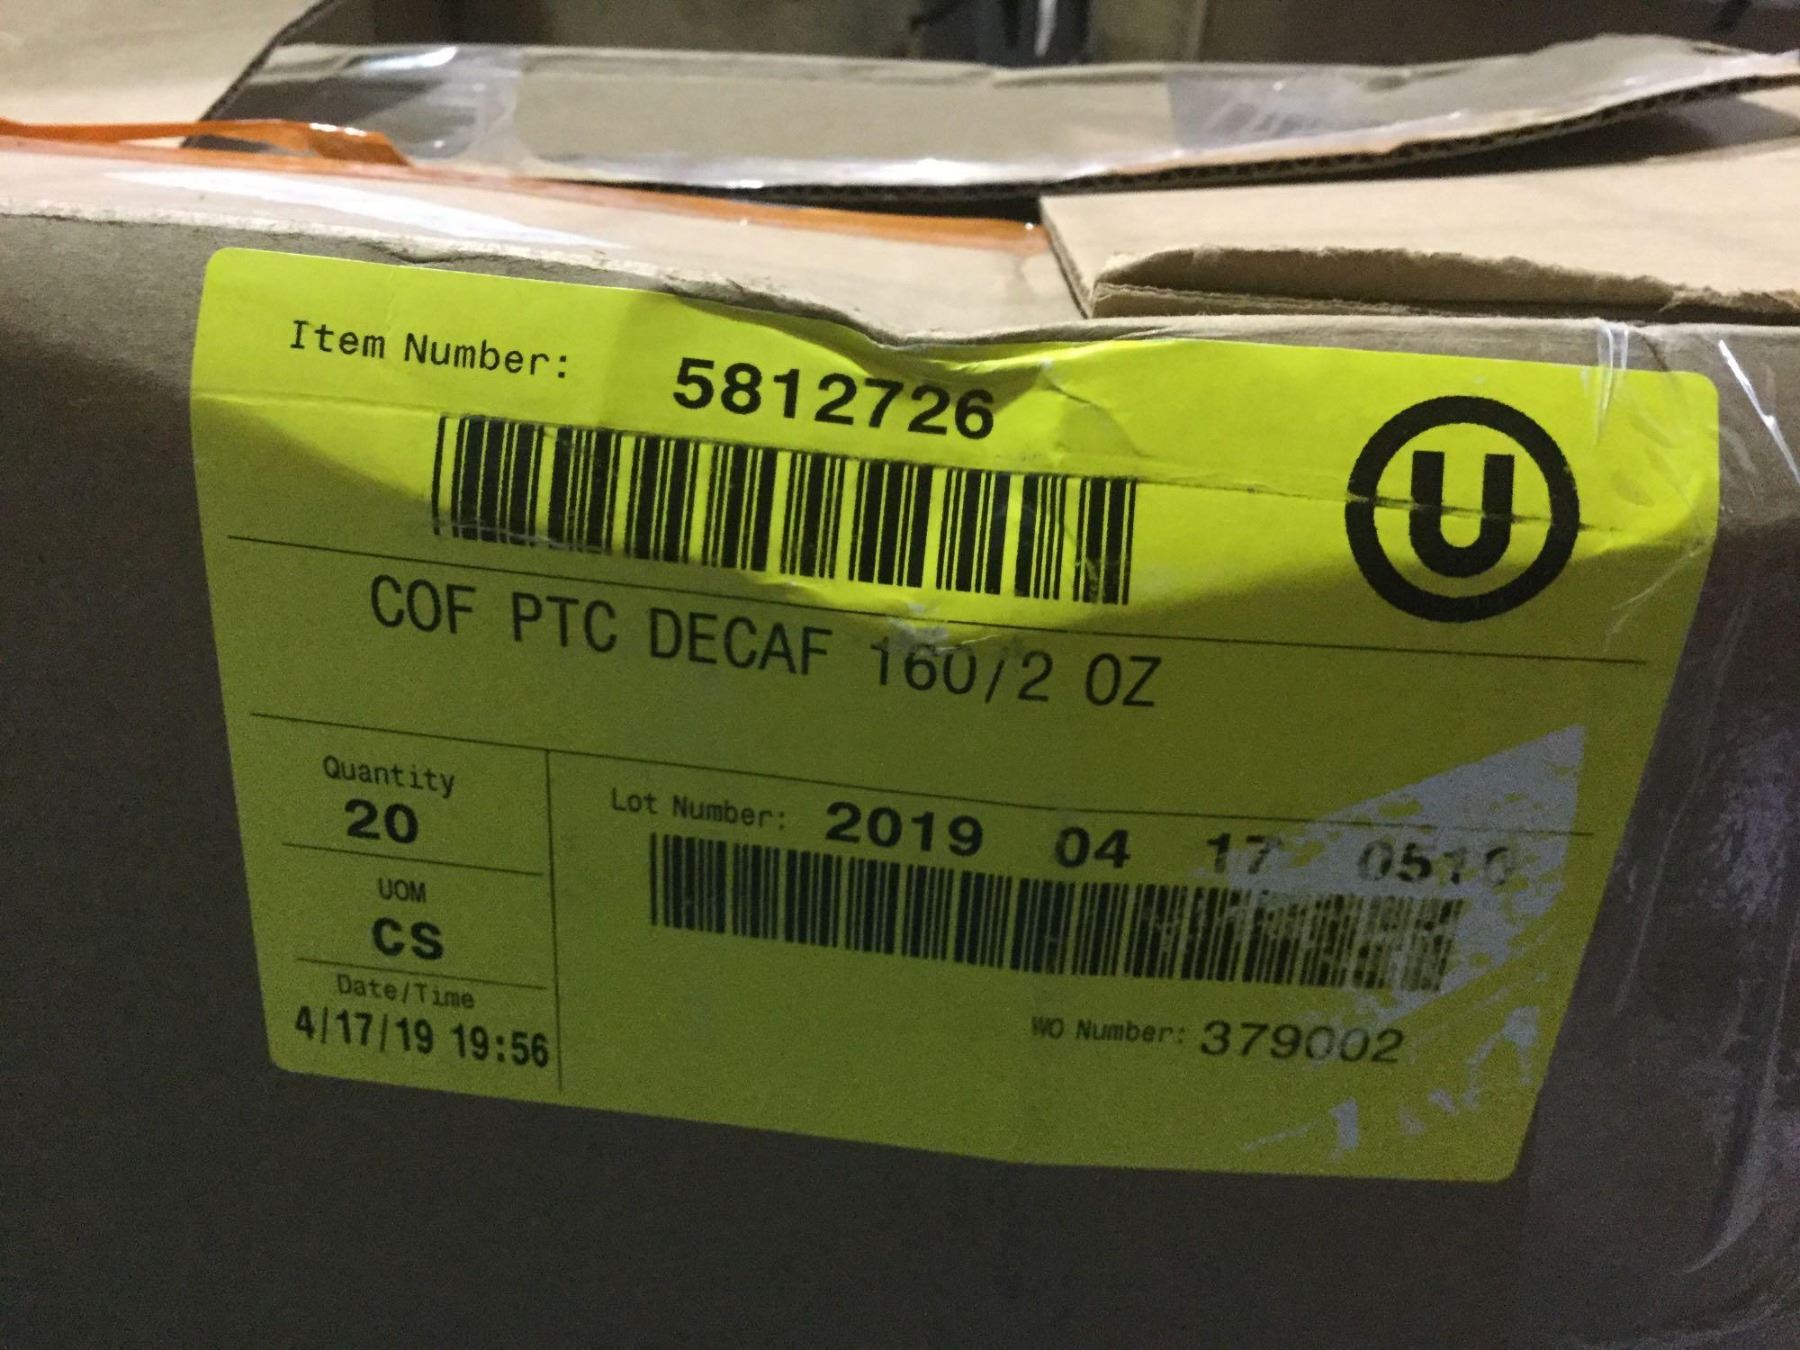 Item Number: 5812726
U
COF PTC DECAF 160/2 OZ
Quantity
20
UOM
CS
Date/Time
4/17/19 19:56
Lot Number: 2019 04 17 0510
WO Number: 379002